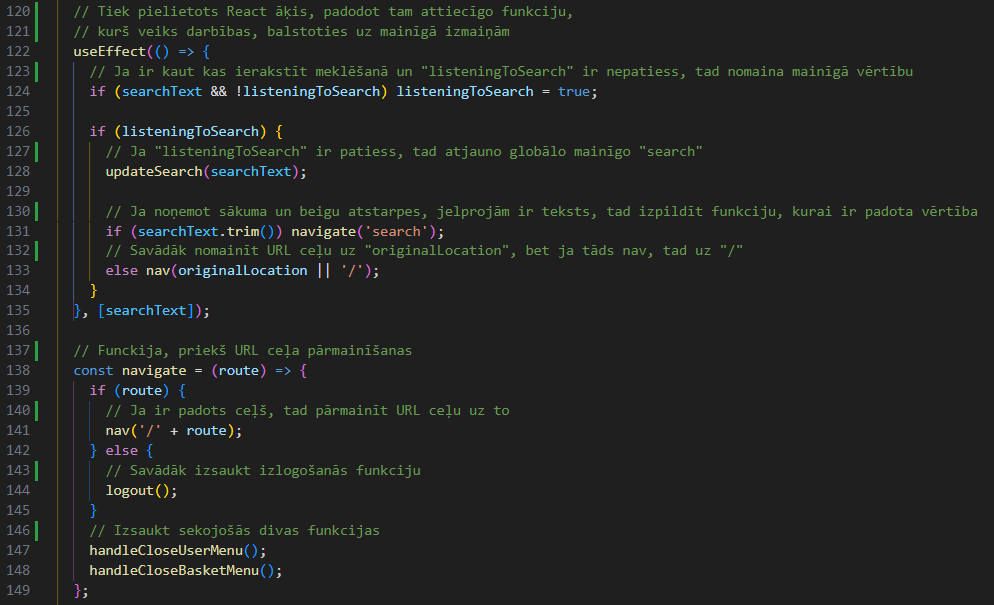 120 // Tiek pielietots React āķis, padodot tam attiecīgo funkciju,
121 // kurš veiks darbības, balstoties uz mainīgā izmaiņām
122 useEffect(() => {
123 // Ja ir kaut kas ierakstīt meklēšanā un "listeningToSearch" ir nepatiess, tad nomaina mainīgā vērtību
124 if (searchText && !listeningToSearch) listeningToSearch = true;
125
126 if (listeningToSearch) {
127 // Ja "listeningToSearch" ir patiess, tad atjauno globālo mainīgo "search"
128 updateSearch(searchText);
129
130 // Ja noņemot sākuma un beigu atstarpes, jelprojām ir teksts, tad izpildīt funkciju, kurai ir padota vērtība
131 if (searchText.trim()) navigate('search');
132 // Savādāk nomainīt URL ceļu uz "originalLocation", bet ja tāds nav, tad uz "/"
133 else nav(originalLocation || '/');
134 }
135 }, [searchText]);
136
137 // Funckija, priekš URL ceļa pārmainīšanas
138 const navigate = (route) => {
139 if (route) {
140 // Ja ir padots ceļš, tad pārmainīt URL ceļu uz to
141 nav('/' + route);
142 } else {
143 // Savādāk izsaukt izlogošanās funkciju
144 logout();
145 }
146 // Izsaukt sekojošās divas funkcijas
147 handleCloseUserMenu();
148 handleCloseBasketMenu();
149 };